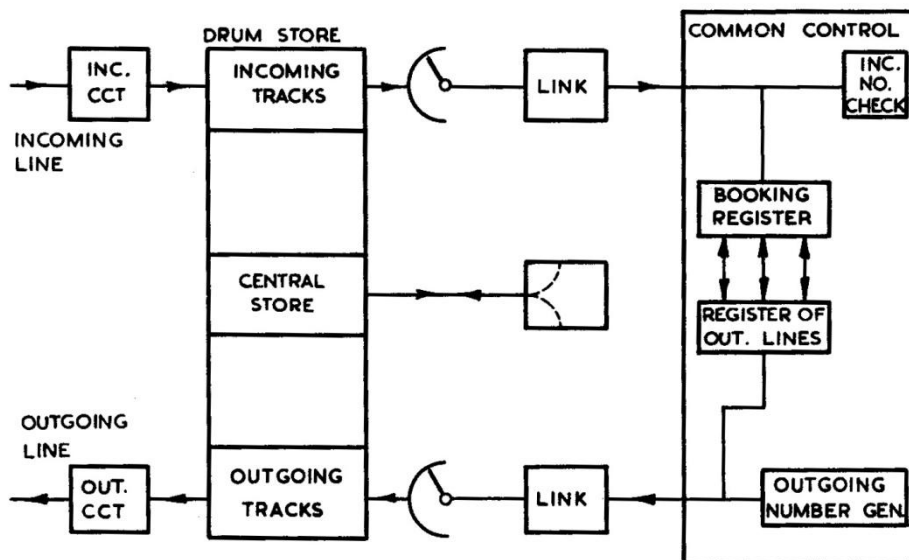 DRUM STORE
COMMON CONTROL
INC.
CCT
INCOMING
TRACKS
LINK
INC.
NO.
CHECK
INCOMING
LINE
BOOKING
REGISTER
CENTRAL
STORE
REGISTER OF
OUT. LINES
OUTGOING
LINE
OUT.
CCT
OUTGOING
TRACKS
LINK
OUTGOING
NUMBER GEN.